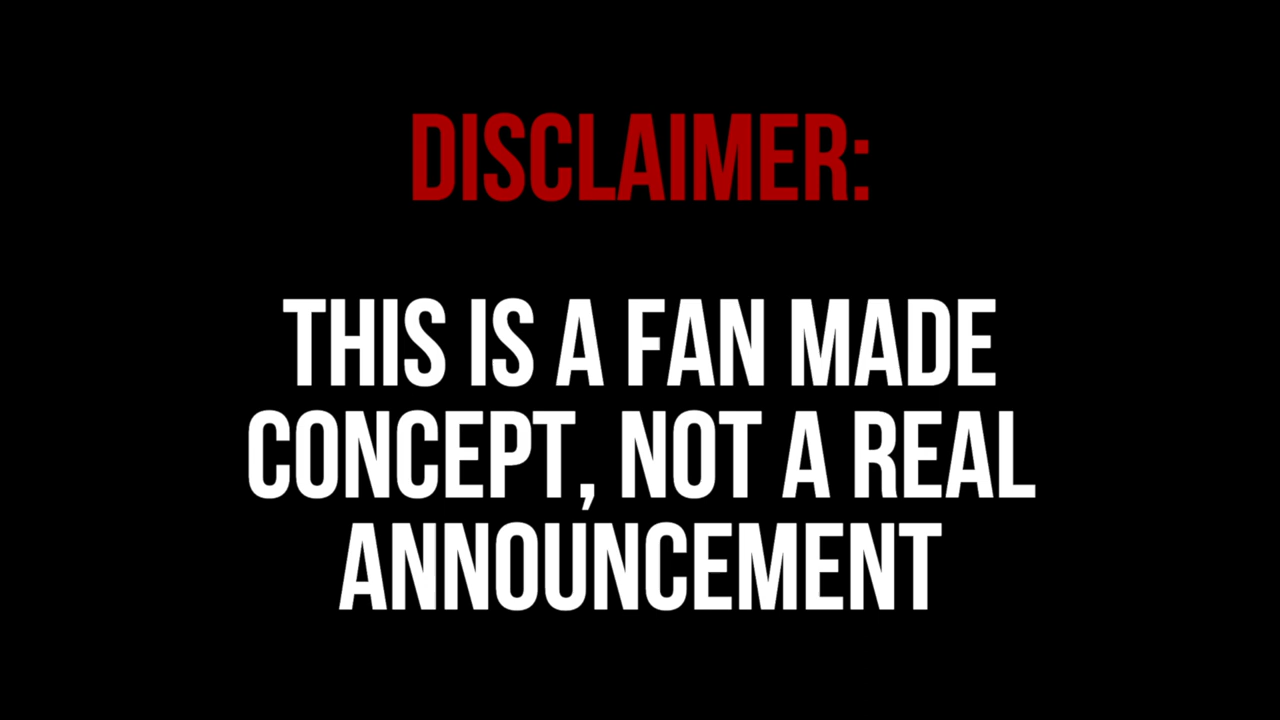 DISCLAIMER:
THIS IS A FAN MADE
CONCEPT, NOT A REAL
ANNOUNCEMENT